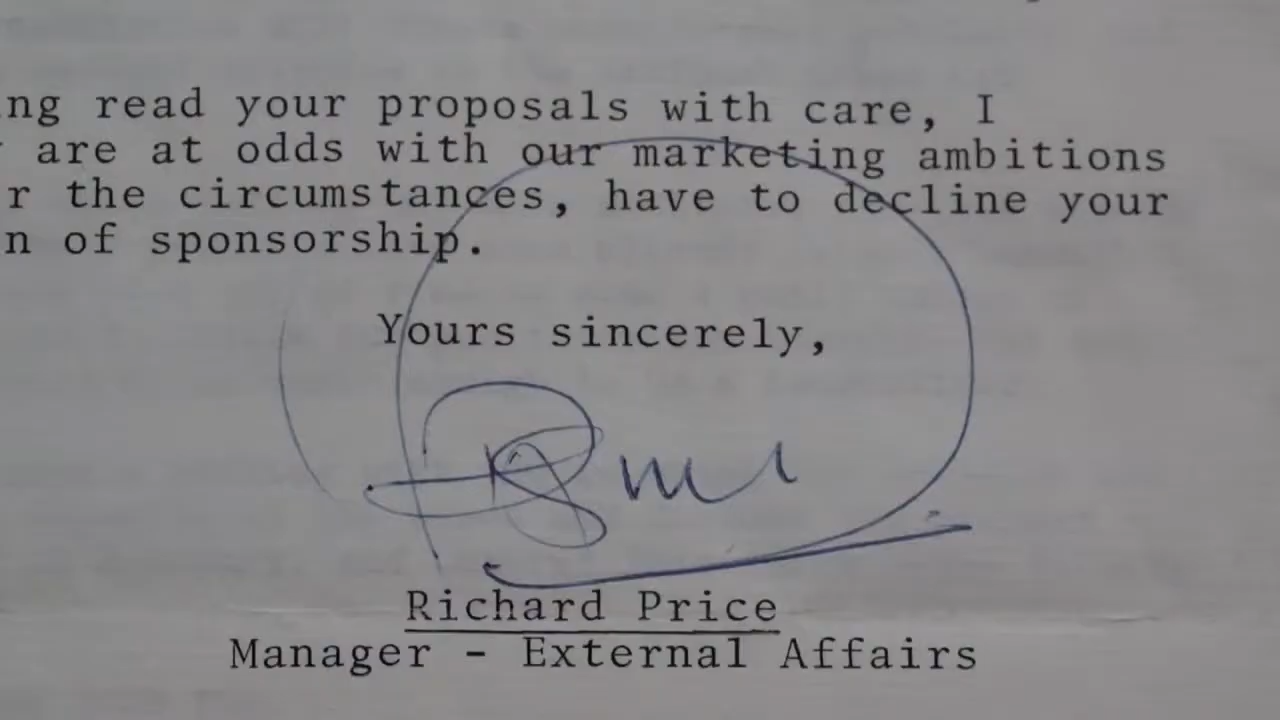 ng read your proposals with care, I
are at odds with our marketing ambitions
r the circumstances, have to decline your
n of sponsorship.
Yours sincerely,
Richard Price
Manager - External Affairs